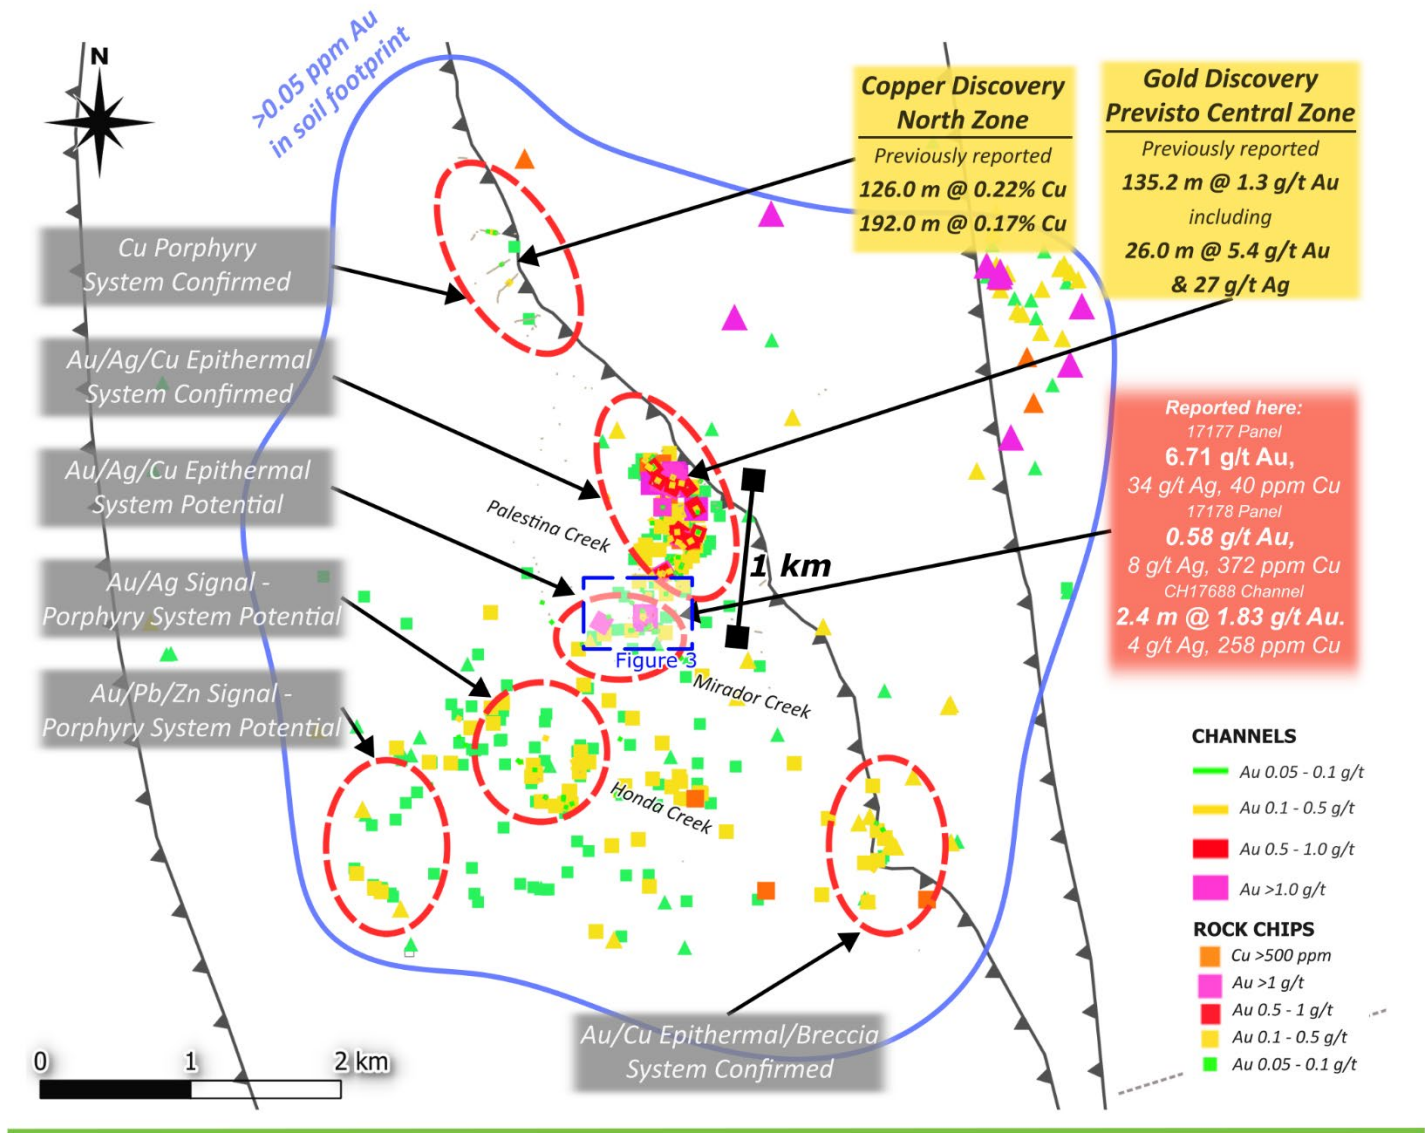 N
>0.05 ppm Au
in soil footprint
Copper Discovery
North Zone
Previously reported
126.0 m @ 0.22% Cu
192.0 m @ 0.17% Cu
Gold Discovery
Previsto Central Zone
Previously reported
135.2 m @ 1.3 g/t Au
including
26.0 m @ 5.4 g/t Au
& 27 g/t Ag
Cu Porphyry
System Confirmed
Au/Ag/Cu Epithermal
System Confirmed
Au/Ag/Cu Epithermal
System Potential
Au/Ag Signal -
Porphyry System Potential
Au/Pb/Zn Signal -
Porphyry System Potential
Palestina Creek
1 km
Figure 3
Mirador Creek
Honda Creek
Reported here:
17177 Panel
6.71 g/t Au,
34 g/t Ag, 40 ppm Cu
17178 Panel
0.58 g/t Au,
8 g/t Ag, 372 ppm Cu
CH17688 Channel
2.4 m @ 1.83 g/t Au.
4 g/t Ag, 258 ppm Cu
CHANNELS
Au 0.05 - 0.1 g/t
Au 0.1 - 0.5 g/t
Au 0.5 - 1.0 g/t
Au >1.0 g/t
ROCK CHIPS
Cu >500 ppm
Au >1 g/t
Au 0.5 - 1 g/t
Au 0.1 - 0.5 g/t
Au 0.05 - 0.1 g/t
Au/Cu Epithermal/Breccia
System Confirmed
0 1 2 km